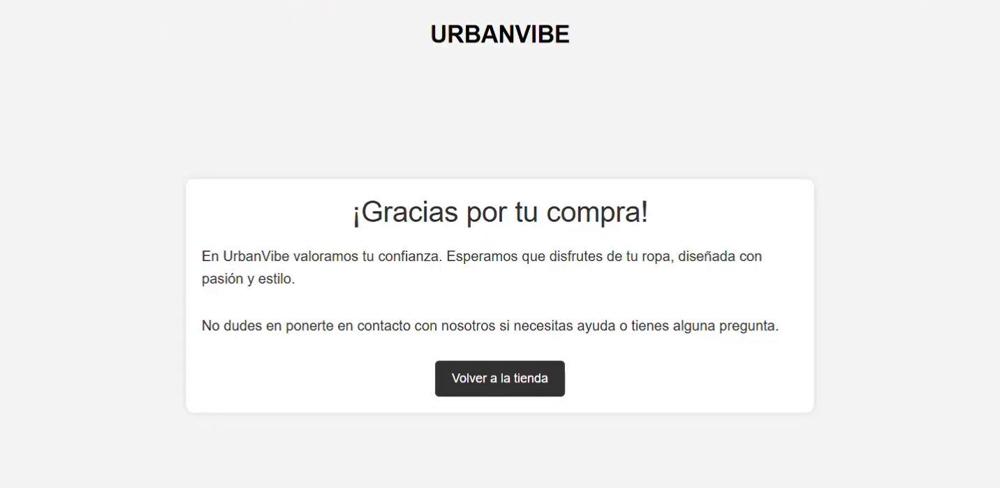 URBANVIBE
¡Gracias por tu compra!
En UrbanVibe valoramos tu confianza. Esperamos que disfrutes de tu ropa, diseñada con
pasión y estilo.
No dudes en ponerte en contacto con nosotros si necesitas ayuda o tienes alguna pregunta.
Volver a la tienda